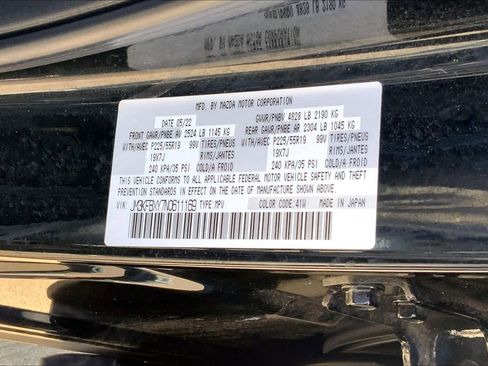 MFD. BY MAZDA MOTOR CORPORATION
DATE 05/22 GVWR/PNBV 4828 LB 2190 KG
FRONT GAWR/PNBE AV 2524 LB 1145 KG REAR GAWR/PNBE AR 2304 LB 1045 KG
WITH/AVEC P225/55R19 99V TIRES/PNEUS WITH/AVEC P225/55R19 99V TIRES/PNEUS
19X7J RIMS/JANTES 19X7J RIMS/JANTES
240 KPA/35 PSI COLD/A FROID 240 KPA/35 PSI COLD/A FROID
THIS VEHICLE CONFORMS TO ALL APPLICABLE FEDERAL MOTOR VEHICLE SAFETY AND THEFT
PREVENTION STANDARDS IN EFFECT ON THE DATE OF MANUFACTURE SHOWN ABOVE.
VIN: JM3KFBXY7N0611169 TYPE:MPV COLOR CODE:41W MADE IN JAPAN